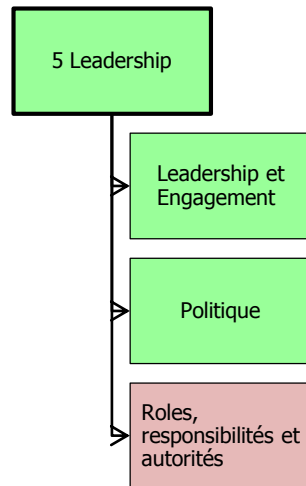 5 Leadership
Leadership et
Engagement
Politique
Roles,
responsibilités et
autorités